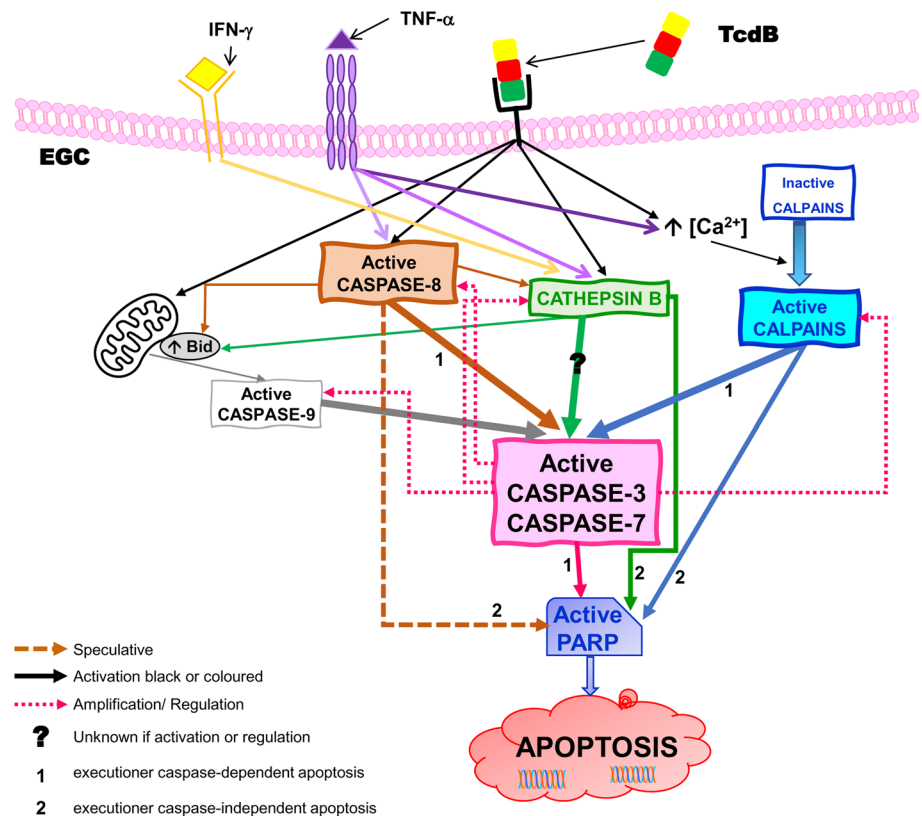 IFN-γ
TNF-α
TcdB
EGC
Inactive
CALPAINS
↑ [Ca²⁺]
Active
CASPASE-8
CATHEPSIN B
Active
CALPAINS
↑ Bid
1
?
1
Active
CASPASE-9
Active
CASPASE-3
CASPASE-7
1
2
2
2
Active
PARP
Speculative
Activation black or coloured
Amplification/ Regulation
? Unknown if activation or regulation
1 executioner caspase-dependent apoptosis
2 executioner caspase-independent apoptosis
APOPTOSIS